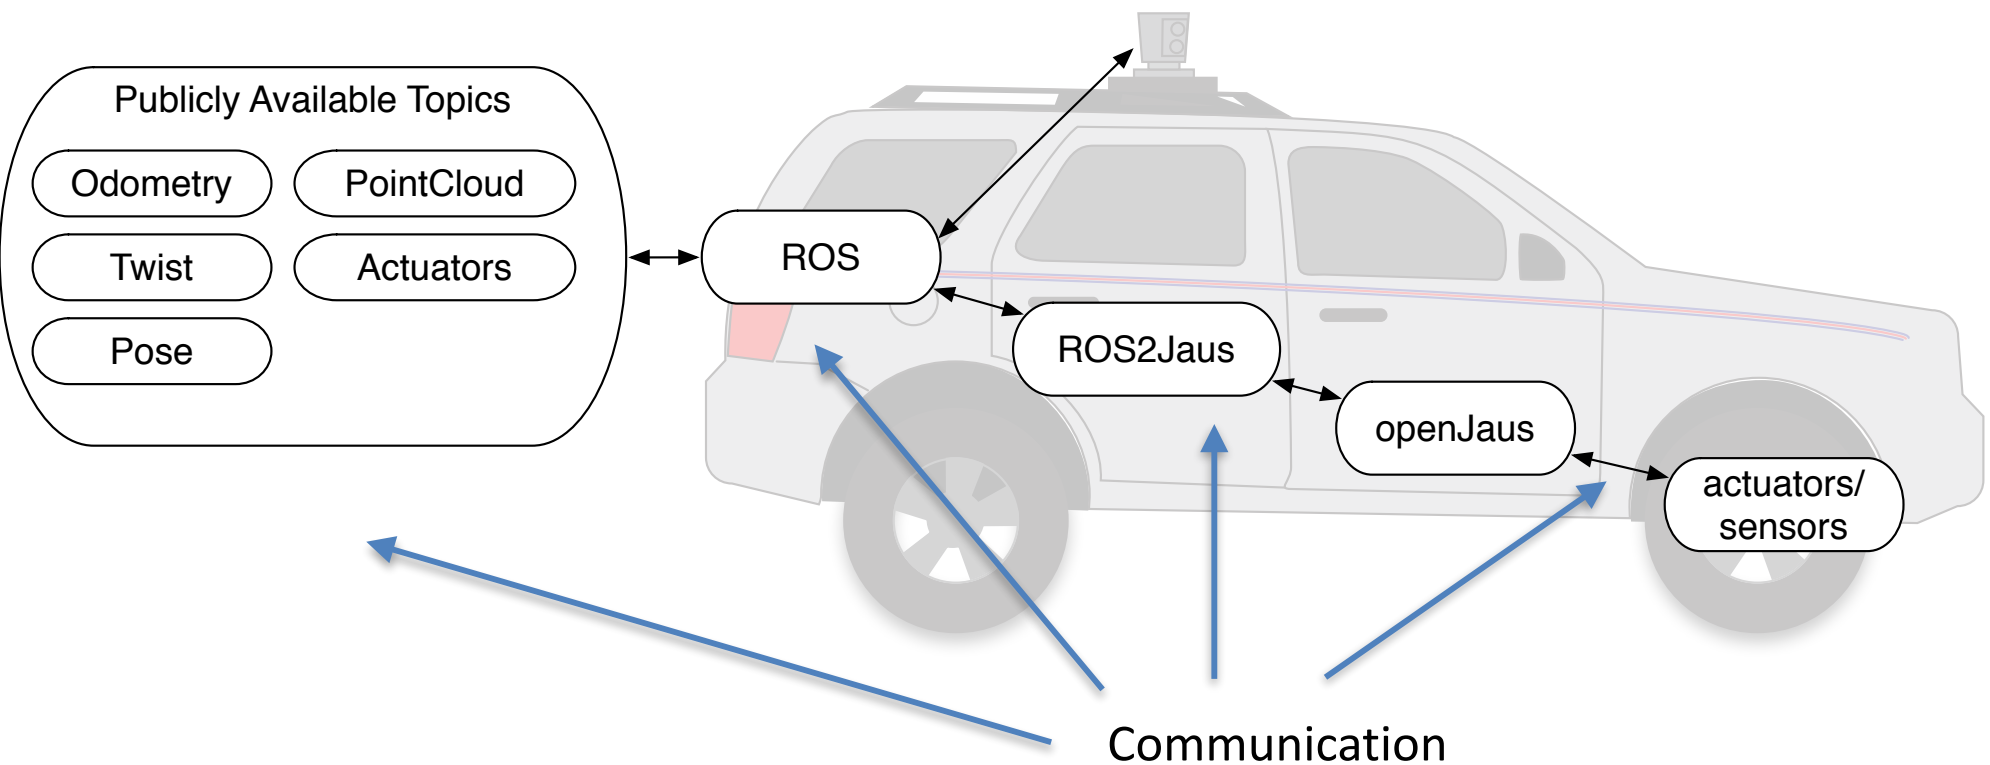 Publicly Available Topics
Odometry
PointCloud
Twist
Actuators
Pose
ROS
ROS2Jaus
openJaus
actuators/
sensors
Communication